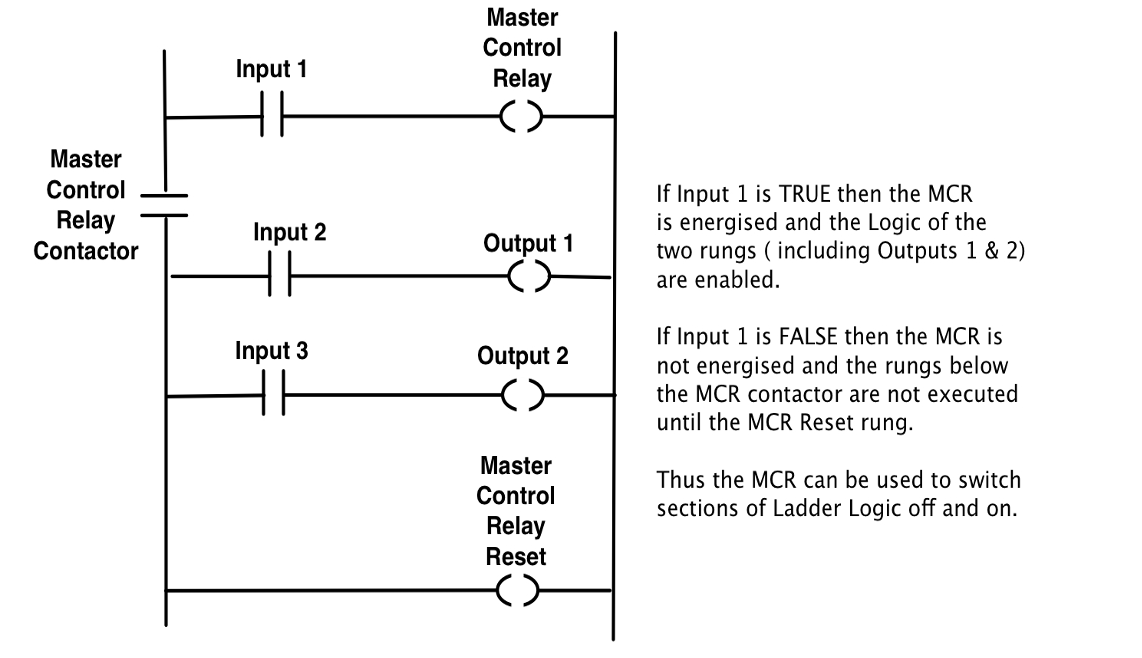 Master
Control
Relay
Input 1
Master
Control
Relay
Contactor
Input 2
Output 1
Input 3
Output 2
Master
Control
Relay
Reset
If Input 1 is TRUE then the MCR
is energised and the Logic of the
two rungs ( including Outputs 1 & 2)
are enabled.
If Input 1 is FALSE then the MCR is
not energised and the rungs below
the MCR contactor are not executed
until the MCR Reset rung.
Thus the MCR can be used to switch
sections of Ladder Logic off and on.